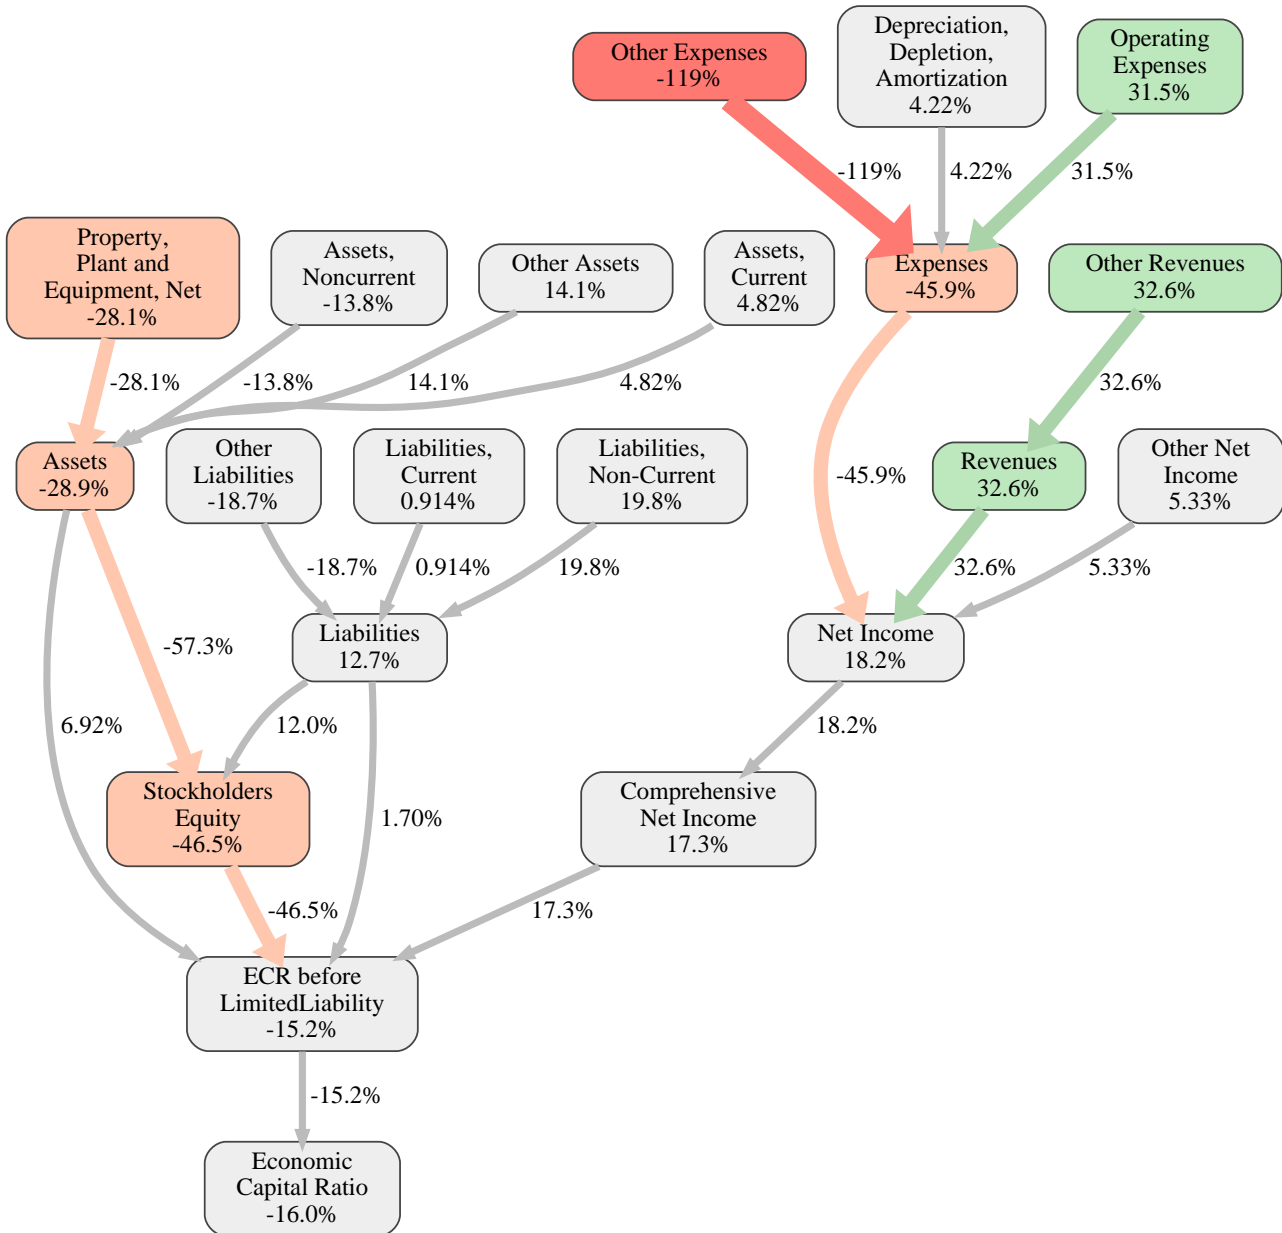 Other Expenses
-119%
Depreciation,
Depletion,
Amortization
4.22%
Operating
Expenses
31.5%
-119%
4.22%
31.5%
Property,
Plant and
Equipment, Net
-28.1%
Assets,
Noncurrent
-13.8%
Other Assets
14.1%
Assets,
Current
4.82%
Expenses
-45.9%
Other Revenues
32.6%
-28.1%
-13.8%
14.1%
4.82%
32.6%
Assets
-28.9%
Other
Liabilities
-18.7%
Liabilities,
Current
0.914%
Liabilities,
Non-Current
19.8%
-45.9%
Revenues
32.6%
Other Net
Income
5.33%
-18.7%
0.914%
19.8%
32.6%
5.33%
-57.3%
Liabilities
12.7%
Net Income
18.2%
6.92%
12.0%
18.2%
Stockholders
Equity
-46.5%
1.70%
Comprehensive
Net Income
17.3%
-46.5%
17.3%
ECR before
LimitedLiability
-15.2%
-15.2%
Economic
Capital Ratio
-16.0%